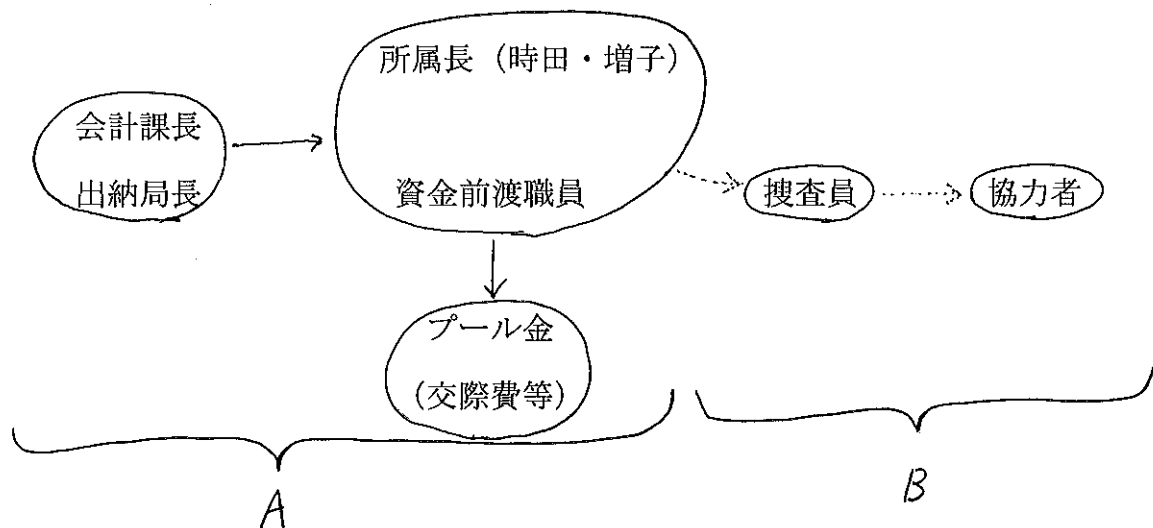 所属長（時田・増子）
会計課長
出納局長
資金前渡職員
捜査員
協力者
プール金
(交際費等)
A
B